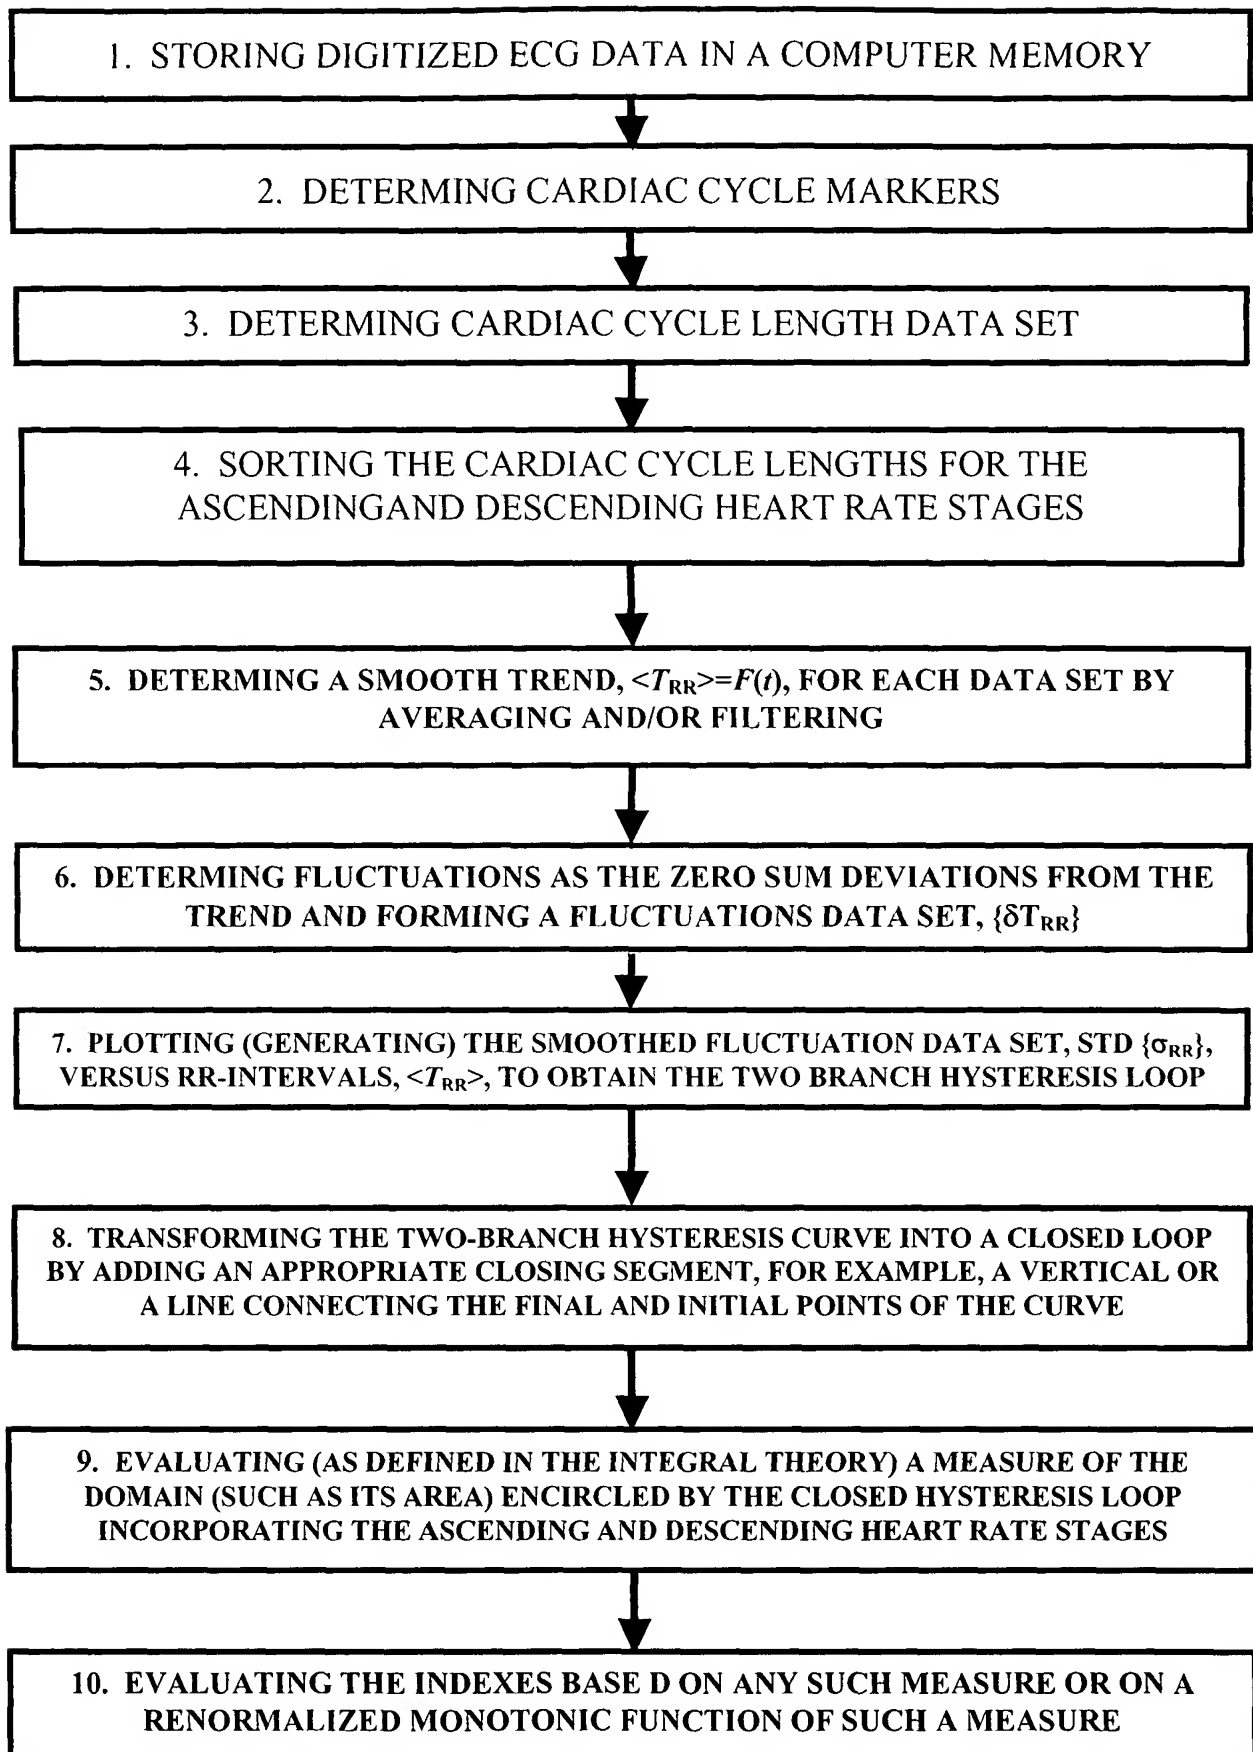 1. STORING DIGITIZED ECG DATA IN A COMPUTER MEMORY
2. DETERMING CARDIAC CYCLE MARKERS
3. DETERMING CARDIAC CYCLE LENGTH DATA SET
4. SORTING THE CARDIAC CYCLE LENGTHS FOR THE
ASCENDINGAND DESCENDING HEART RATE STAGES
5. DETERMING A SMOOTH TREND, <T_RR>=F(t), FOR EACH DATA SET BY
AVERAGING AND/OR FILTERING
6. DETERMING FLUCTUATIONS AS THE ZERO SUM DEVIATIONS FROM THE
TREND AND FORMING A FLUCTUATIONS DATA SET, {δT_RR}
7. PLOTTING (GENERATING) THE SMOOTHED FLUCTUATION DATA SET, STD {σ_RR},
VERSUS RR-INTERVALS, <T_RR>, TO OBTAIN THE TWO BRANCH HYSTERESIS LOOP
8. TRANSFORMING THE TWO-BRANCH HYSTERESIS CURVE INTO A CLOSED LOOP
BY ADDING AN APPROPRIATE CLOSING SEGMENT, FOR EXAMPLE, A VERTICAL OR
A LINE CONNECTING THE FINAL AND INITIAL POINTS OF THE CURVE
9. EVALUATING (AS DEFINED IN THE INTEGRAL THEORY) A MEASURE OF THE
DOMAIN (SUCH AS ITS AREA) ENCIRCLED BY THE CLOSED HYSTERESIS LOOP
INCORPORATING THE ASCENDING AND DESCENDING HEART RATE STAGES
10. EVALUATING THE INDEXES BASE D ON ANY SUCH MEASURE OR ON A
RENORMALIZED MONOTONIC FUNCTION OF SUCH A MEASURE